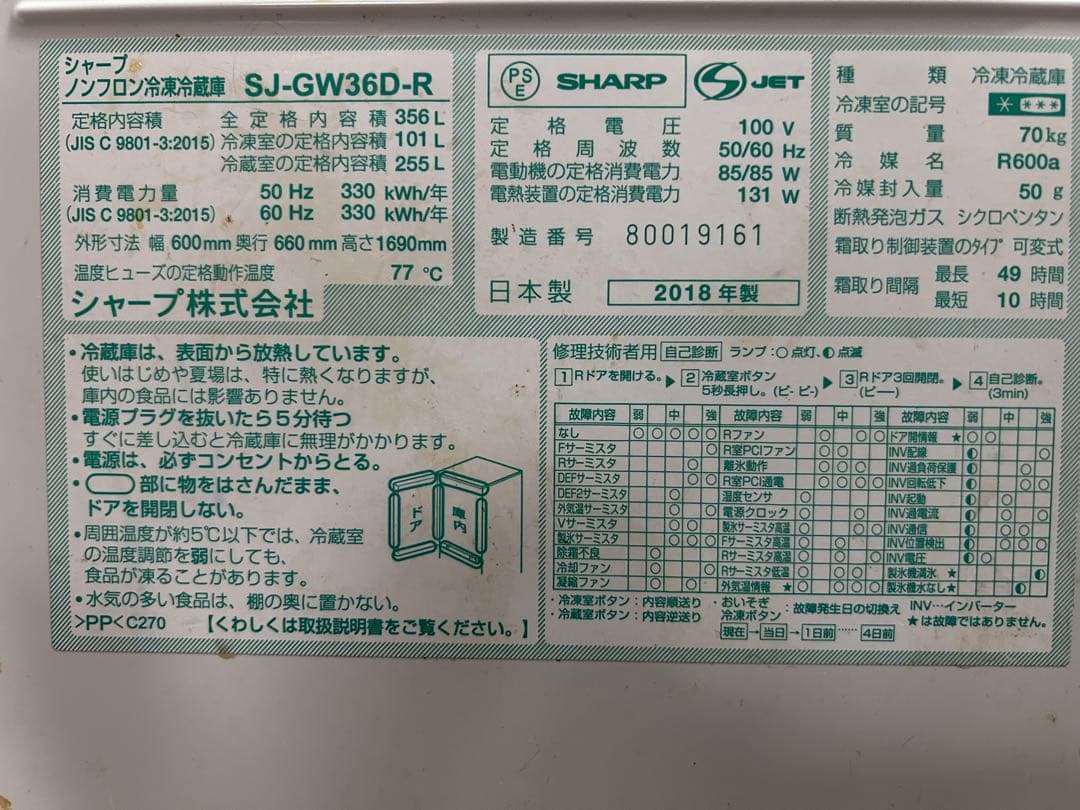 シャープ
ノンフロン冷凍冷蔵庫 SJ-GW36D-R
定格内容積 全定格内容積 356 L
(JIS C 9801-3:2015) 冷凍室の定格内容積 101 L
冷蔵室の定格内容積 255 L
消費電力量 50 Hz 330 kWh/年
(JIS C 9801-3:2015) 60 Hz 330 kWh/年
外形寸法 幅 600mm 奥行 660mm 高さ1690mm
温度ヒューズの定格動作温度 77 ℃
シャープ株式会社
PSE SHARP S JET
定格電圧 100 V
定格周波数 50/60 Hz
電動機の定格消費電力 85/85 W
電熱装置の定格消費電力 131 W
製造番号 80019161
日本製 2018年製
種類 冷凍冷蔵庫
冷凍室の記号 * ***
質量 70kg
冷媒名 R600a
冷媒封入量 50 g
断熱発泡ガス シクロペンタン
霜取り制御装置のタイプ 可変式
霜取り間隔 最長 49 時間
最短 10 時間
・冷蔵庫は、表面から放熱しています。
使いはじめや夏場は、特に熱くなりますが、
庫内の食品には影響ありません。
・電源プラグを抜いたら5分待つ
すぐに差し込むと冷蔵庫に無理がかかります。
・電源は、必ずコンセントからとる。
・部に物をはさんだまま、
ドアを開閉しない。
・周囲温度が約5℃以下では、冷蔵室
の温度調節を弱にしても、
食品が凍ることがあります。
・水気の多い食品は、棚の奥に置かない。
>PP< C270 【くわしくは取扱説明書をご覧ください。】
ドア
庫内
修理技術者用 自己診断 ランプ:○点灯、◐点滅
1 Rドアを開ける。▶ 2 冷蔵室ボタン 5秒長押し。(ピ-ピ-) ▶ 3 Rドア3回開閉。(ピー) ▶ 4 自己診断。(3min)
故障内容 弱 中 強 故障内容 弱 中 強 故障内容 弱 中 強
なし ○ ○ ○ ○ ○ Rファン ドア開情報 ★
Fサーミスタ R室PCIファン INV配線
Rサーミスタ 離氷動作 INV過負荷保護
DEFサーミスタ R室PCI通電 INV回転低下
DEF2サーミスタ 湿度センサ INV起動
外気温サーミスタ 電源クロック INV過電流
Vサーミスタ 製氷サーミスタ高温 INV通信
製氷サーミスタ Fサーミスタ高温 INV位置検出
除霜不良 Rサーミスタ高温 INV電圧
冷却ファン Rサーミスタ低温 製氷機満氷 ★
凝縮ファン 外気温情報 ★ 製氷機水なし ★
・冷凍室ボタン:内容順送り
・冷蔵室ボタン:内容逆送り
・おいそぎ冷凍ボタン:故障発生日の切換え
現在→当日→1日前……4日前
INV…インバーター
★は故障ではありません。